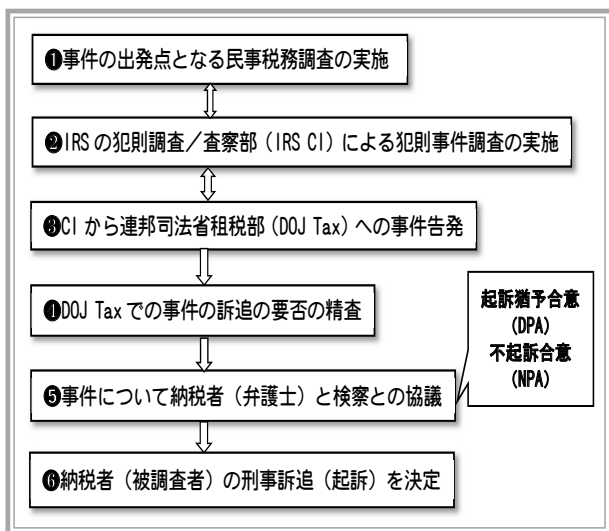 ❶事件の出発点となる民事税務調査の実施
❷IRSの犯則調査/査察部(IRS CI)による犯則事件調査の実施
❸CIから連邦司法省租税部(DOJ Tax)への事件告発
❹DOJ Taxでの事件の訴追の要否の精査
起訴猶予合意
(DPA)
不起訴合意
(NPA)
❺事件について納税者(弁護士)と検察との協議
❻納税者(被調査者)の刑事訴追(起訴)を決定